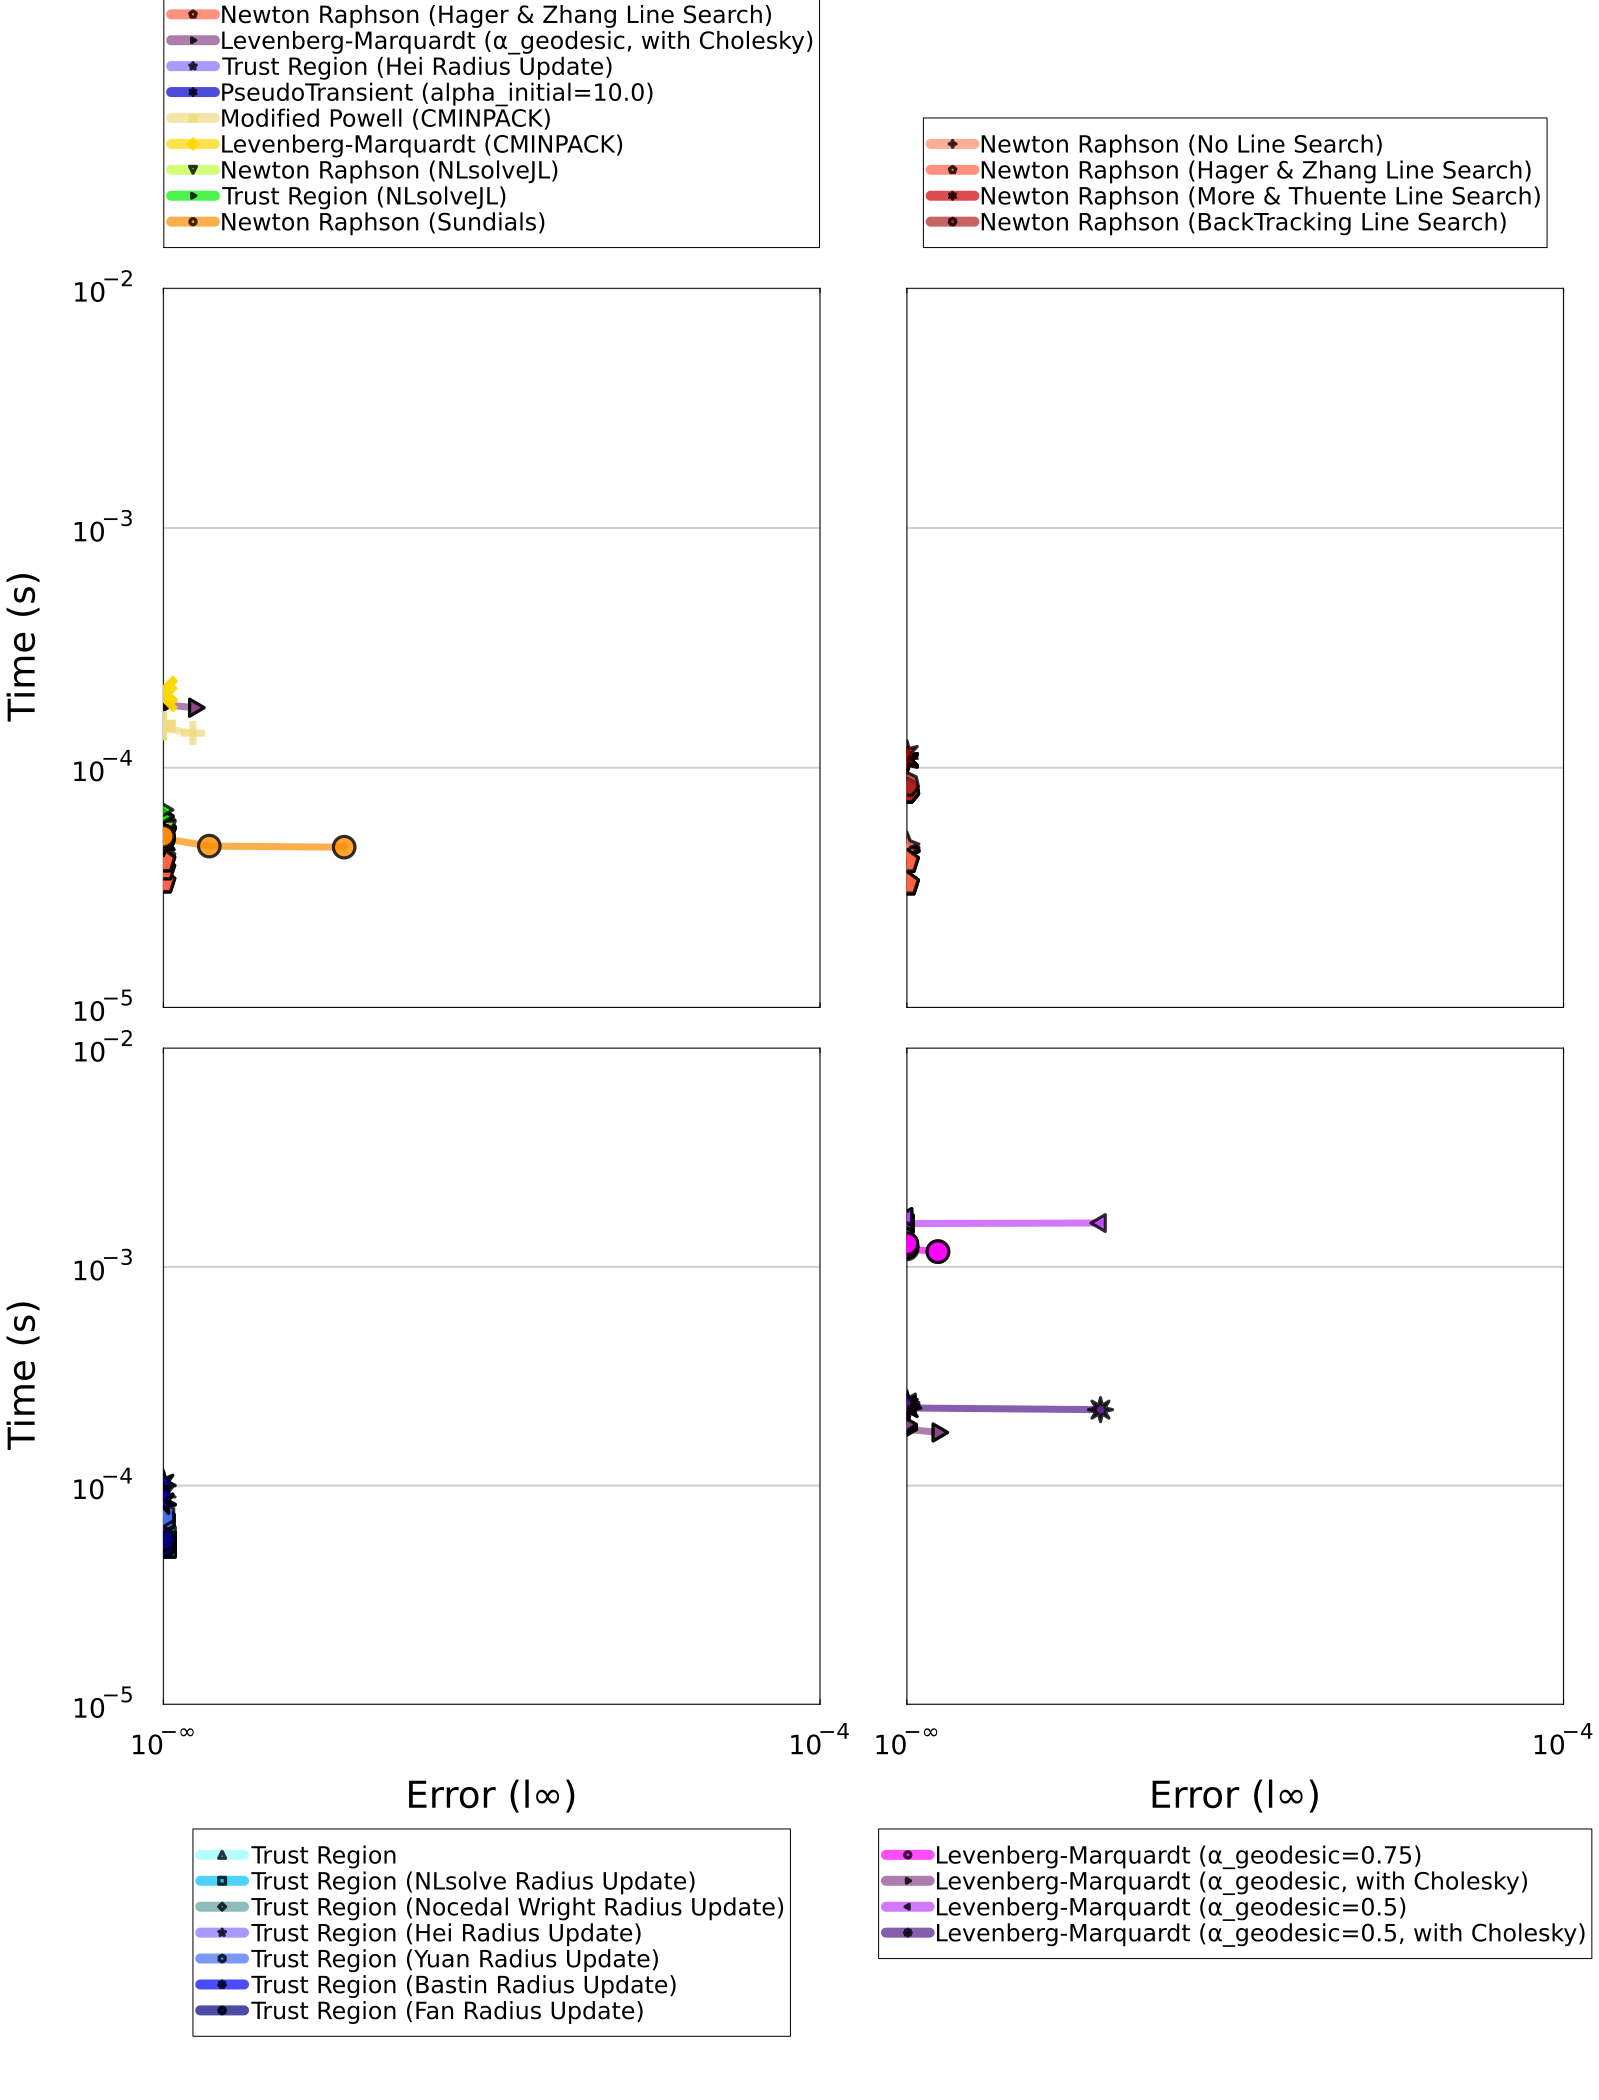 Newton Raphson (Hager & Zhang Line Search)
Levenberg-Marquardt (α_geodesic, with Cholesky)
Trust Region (Hei Radius Update)
PseudoTransient (alpha_initial=10.0)
Modified Powell (CMINPACK)
Levenberg-Marquardt (CMINPACK)
Newton Raphson (NLsolveJL)
Trust Region (NLsolveJL)
Newton Raphson (Sundials)
Newton Raphson (No Line Search)
Newton Raphson (Hager & Zhang Line Search)
Newton Raphson (More & Thuente Line Search)
Newton Raphson (BackTracking Line Search)
10⁻²
10⁻³
10⁻⁴
10⁻⁵
Time (s)
10⁻²
10⁻³
10⁻⁴
10⁻⁵
Time (s)
10^−∞
10⁻⁴
10^−∞
10⁻⁴
Error (l∞)
Error (l∞)
Trust Region
Trust Region (NLsolve Radius Update)
Trust Region (Nocedal Wright Radius Update)
Trust Region (Hei Radius Update)
Trust Region (Yuan Radius Update)
Trust Region (Bastin Radius Update)
Trust Region (Fan Radius Update)
Levenberg-Marquardt (α_geodesic=0.75)
Levenberg-Marquardt (α_geodesic, with Cholesky)
Levenberg-Marquardt (α_geodesic=0.5)
Levenberg-Marquardt (α_geodesic=0.5, with Cholesky)